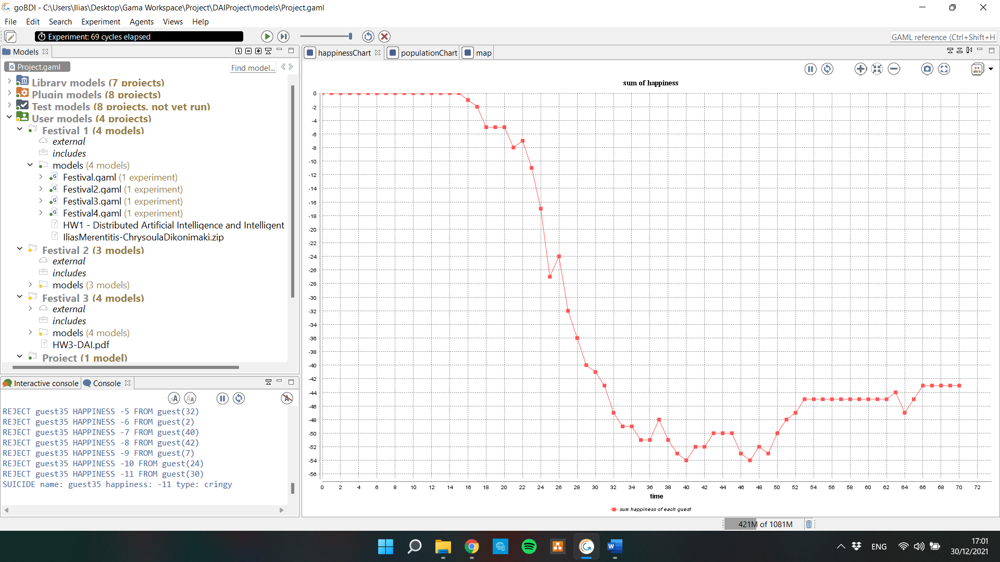 goBDI - C:\Users\Ilias\Desktop\Gama Workspace\Project\DAIProject\models\Project.gaml
File Edit Search Experiment Agents Views Help
Experiment: 69 cycles elapsed
GAML reference (Ctrl+Shift+H
Models
Project.gaml
Find model...
Library models (7 projects)
Plugin models (8 projects)
Test models (8 projects, not yet run)
User models (4 projects)
Festival 1 (4 models)
external
includes
models (4 models)
Festival.gaml (1 experiment)
Festival2.gaml (1 experiment)
Festival3.gaml (1 experiment)
Festival4.gaml (1 experiment)
HW1 - Distributed Artificial Intelligence and Intelligent
IliasMerentitis-ChrysoulaDikonimaki.zip
Festival 2 (3 models)
external
includes
models (3 models)
Festival 3 (4 models)
external
includes
models (4 models)
HW3-DAI.pdf
Project (1 model)
Interactive console Console
REJECT guest35 HAPPINESS -5 FROM guest(32)
REJECT guest35 HAPPINESS -6 FROM guest(2)
REJECT guest35 HAPPINESS -7 FROM guest(40)
REJECT guest35 HAPPINESS -8 FROM guest(42)
REJECT guest35 HAPPINESS -9 FROM guest(7)
REJECT guest35 HAPPINESS -10 FROM guest(24)
REJECT guest35 HAPPINESS -11 FROM guest(30)
SUICIDE name: guest35 happiness: -11 type: cringy
happinessChart populationChart map
sum of happiness
0
-2
-4
-6
-8
-10
-12
-14
-16
-18
-20
-22
-24
-26
-28
-30
-32
-34
-36
-38
-40
-42
-44
-46
-48
-50
-52
-54
-56
0 2 4 6 8 10 12 14 16 18 20 22 24 26 28 30 32 34 36 38 40 42 44 46 48 50 52 54 56 58 60 62 64 66 68 70 72
time
sum happiness of each guest
421M of 1081M
ENG
17:01
30/12/2021